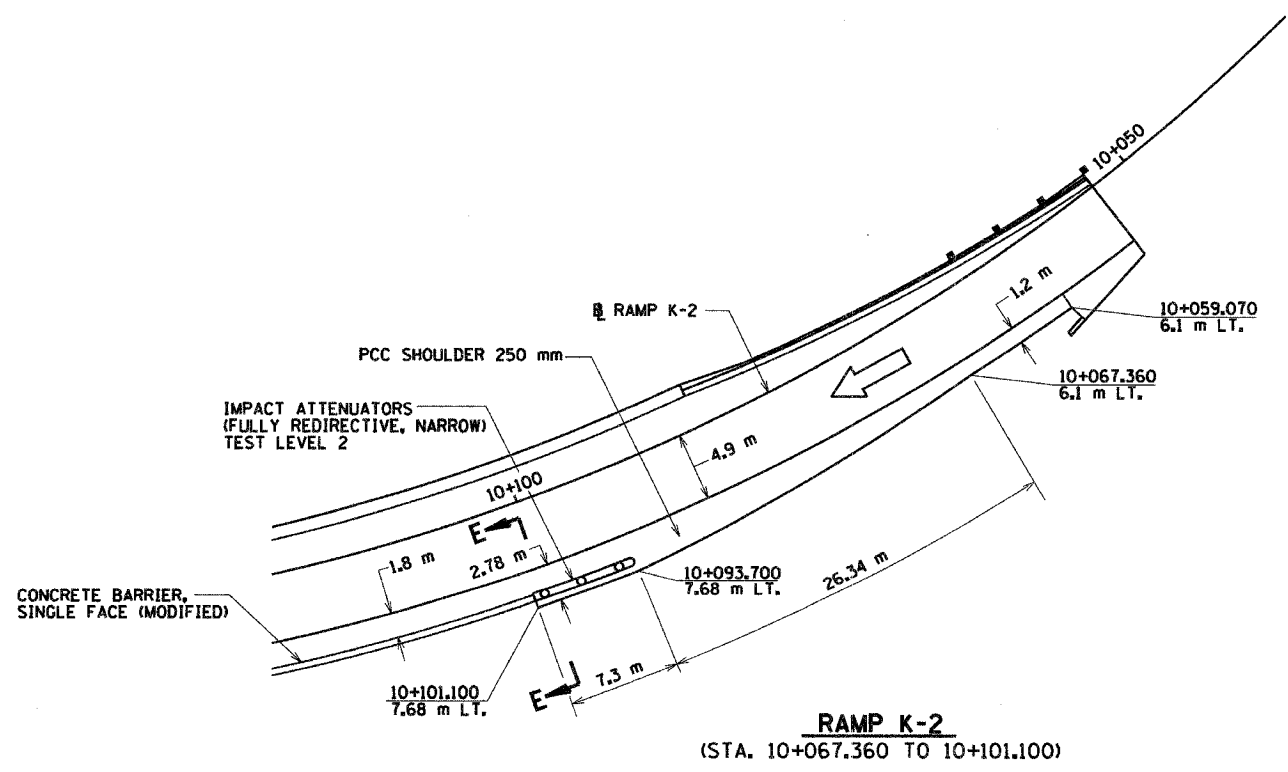 10+050
1.2 m
10+059.070
6.1 m LT.
℄ RAMP K-2
PCC SHOULDER 250 mm
10+067.360
6.1 m LT.
IMPACT ATTENUATORS
(FULLY REDIRECTIVE, NARROW)
TEST LEVEL 2
4.9 m
10+100
E
1.8 m
2.78 m
10+093.700
7.68 m LT.
26.34 m
CONCRETE BARRIER,
SINGLE FACE (MODIFIED)
7.3 m
10+101.100
7.68 m LT.
E
RAMP K-2
(STA. 10+067.360 TO 10+101.100)